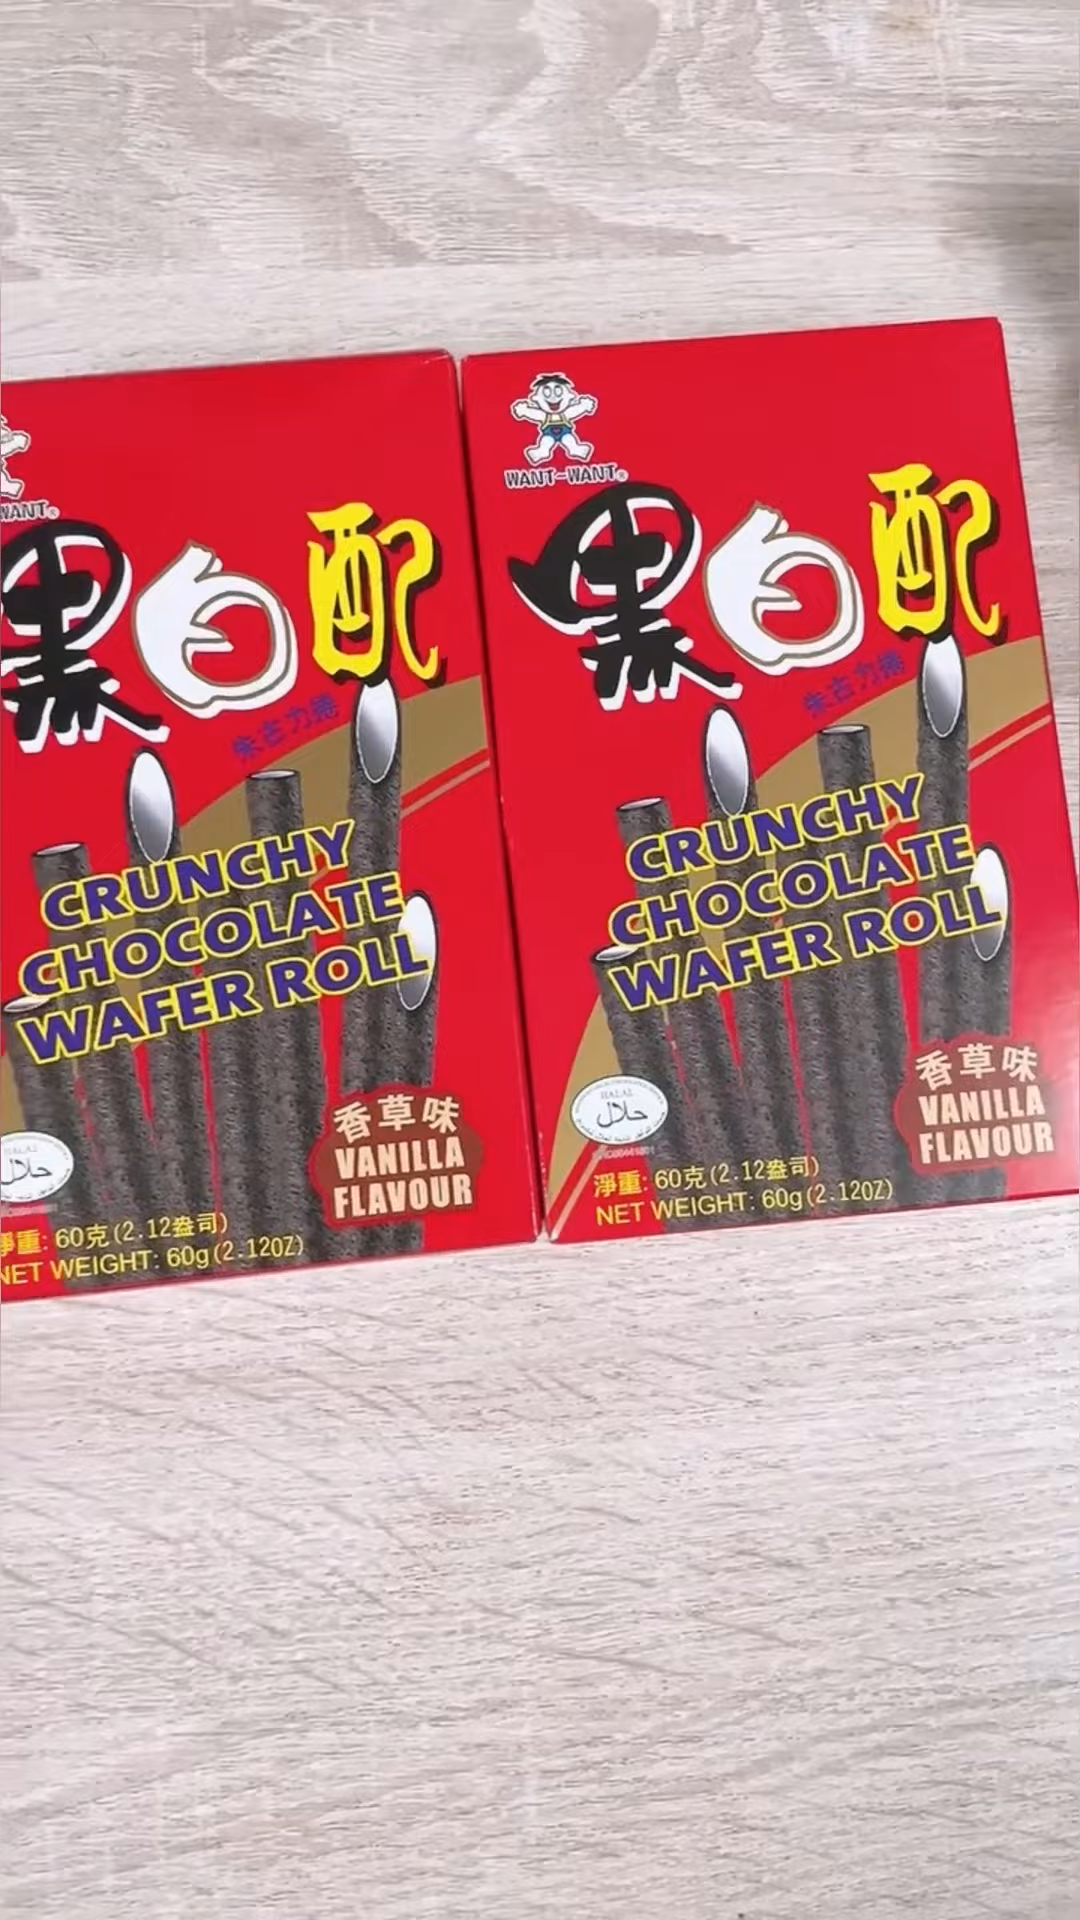 WANT®
黑白配
朱古力捲
CRUNCHY
CHOCOLATE
WAFER ROLL
HALAL
حلال
香草味
VANILLA
FLAVOUR
淨重: 60克(2.12盎司)
NET WEIGHT: 60g(2.12OZ)
WANT-WANT®
黑白配
朱古力捲
CRUNCHY
CHOCOLATE
WAFER ROLL
HALAL
حلال
香草味
VANILLA
FLAVOUR
淨重: 60克(2.12盎司)
NET WEIGHT: 60g(2.12OZ)